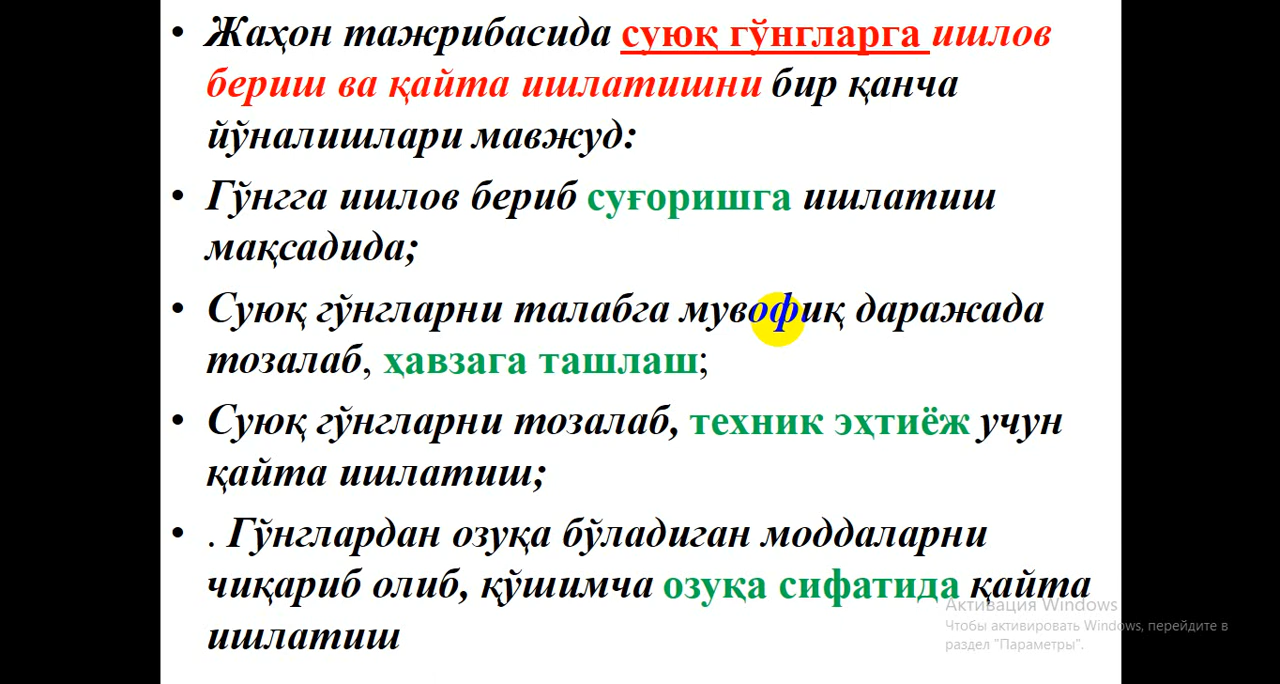 • Жаҳон тажрибасида суюқ гўнгларга ишлов
бериш ва қайта ишлатишни бир қанча
йўналишлари мавжуд:
• Гўнгга ишлов бериб суғоришга ишлатиш
мақсадида;
• Суюқ гўнгларни талабга мувофиқ даражада
тозалаб, ҳавзага ташлаш;
• Суюқ гўнгларни тозалаб, техник эҳтиёж учун
қайта ишлатиш;
• . Гўнглардан озуқа бўладиган моддаларни
чиқариб олиб, қўшимча озуқа сифатида қайта
ишлатиш
Активация Windows
Чтобы активировать Windows, перейдите в
раздел "Параметры".